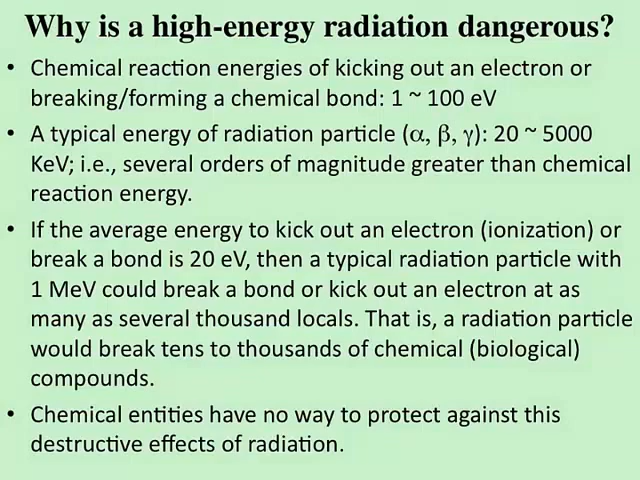 Why is a high-energy radiation dangerous?
• Chemical reaction energies of kicking out an electron or
breaking/forming a chemical bond: 1 ~ 100 eV
• A typical energy of radiation particle (α, β, γ): 20 ~ 5000
KeV; i.e., several orders of magnitude greater than chemical
reaction energy.
• If the average energy to kick out an electron (ionization) or
break a bond is 20 eV, then a typical radiation particle with
1 MeV could break a bond or kick out an electron at as
many as several thousand locals. That is, a radiation particle
would break tens to thousands of chemical (biological)
compounds.
• Chemical entities have no way to protect against this
destructive effects of radiation.